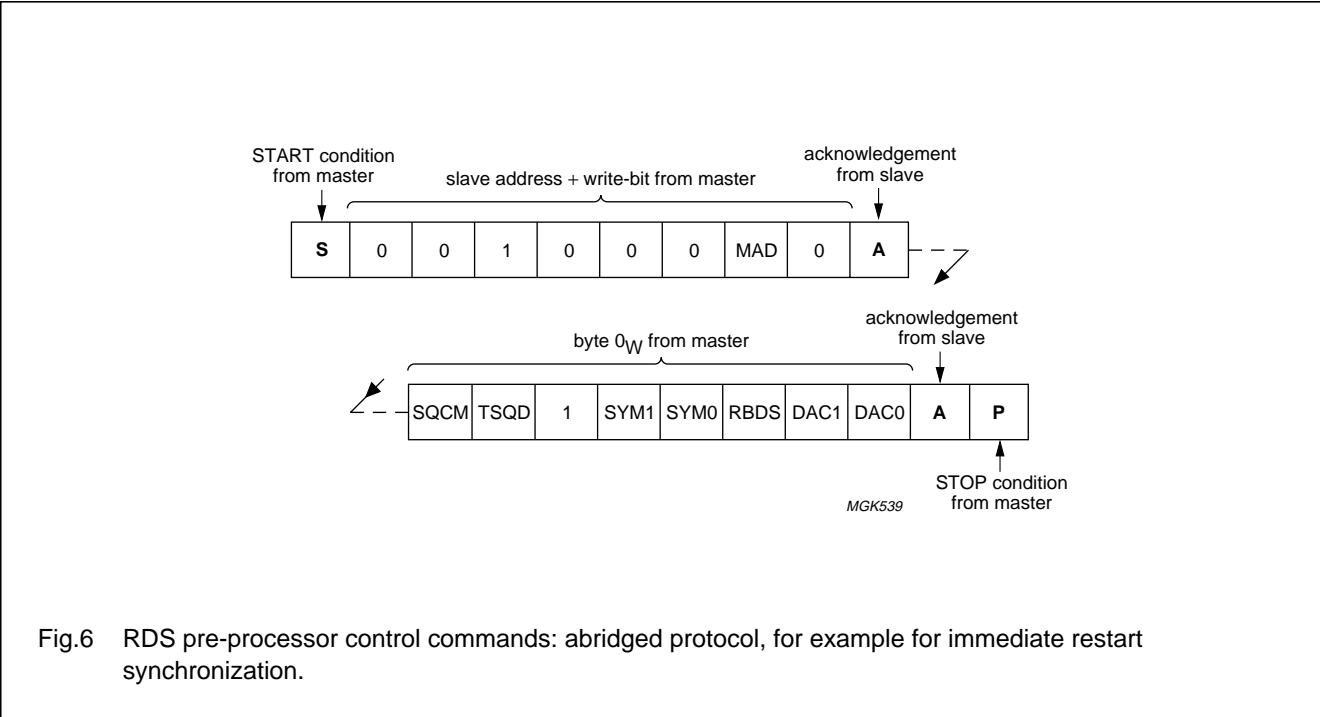 START condition
from master
slave address + write-bit from master
acknowledgement
from slave
S 0 0 1 0 0 0 MAD 0 A
acknowledgement
from slave
byte 0W from master
SQCM TSQD 1 SYM1 SYM0 RBDS DAC1 DAC0 A P
STOP condition
from master
MGK539
Fig.6 RDS pre-processor control commands: abridged protocol, for example for immediate restart
synchronization.